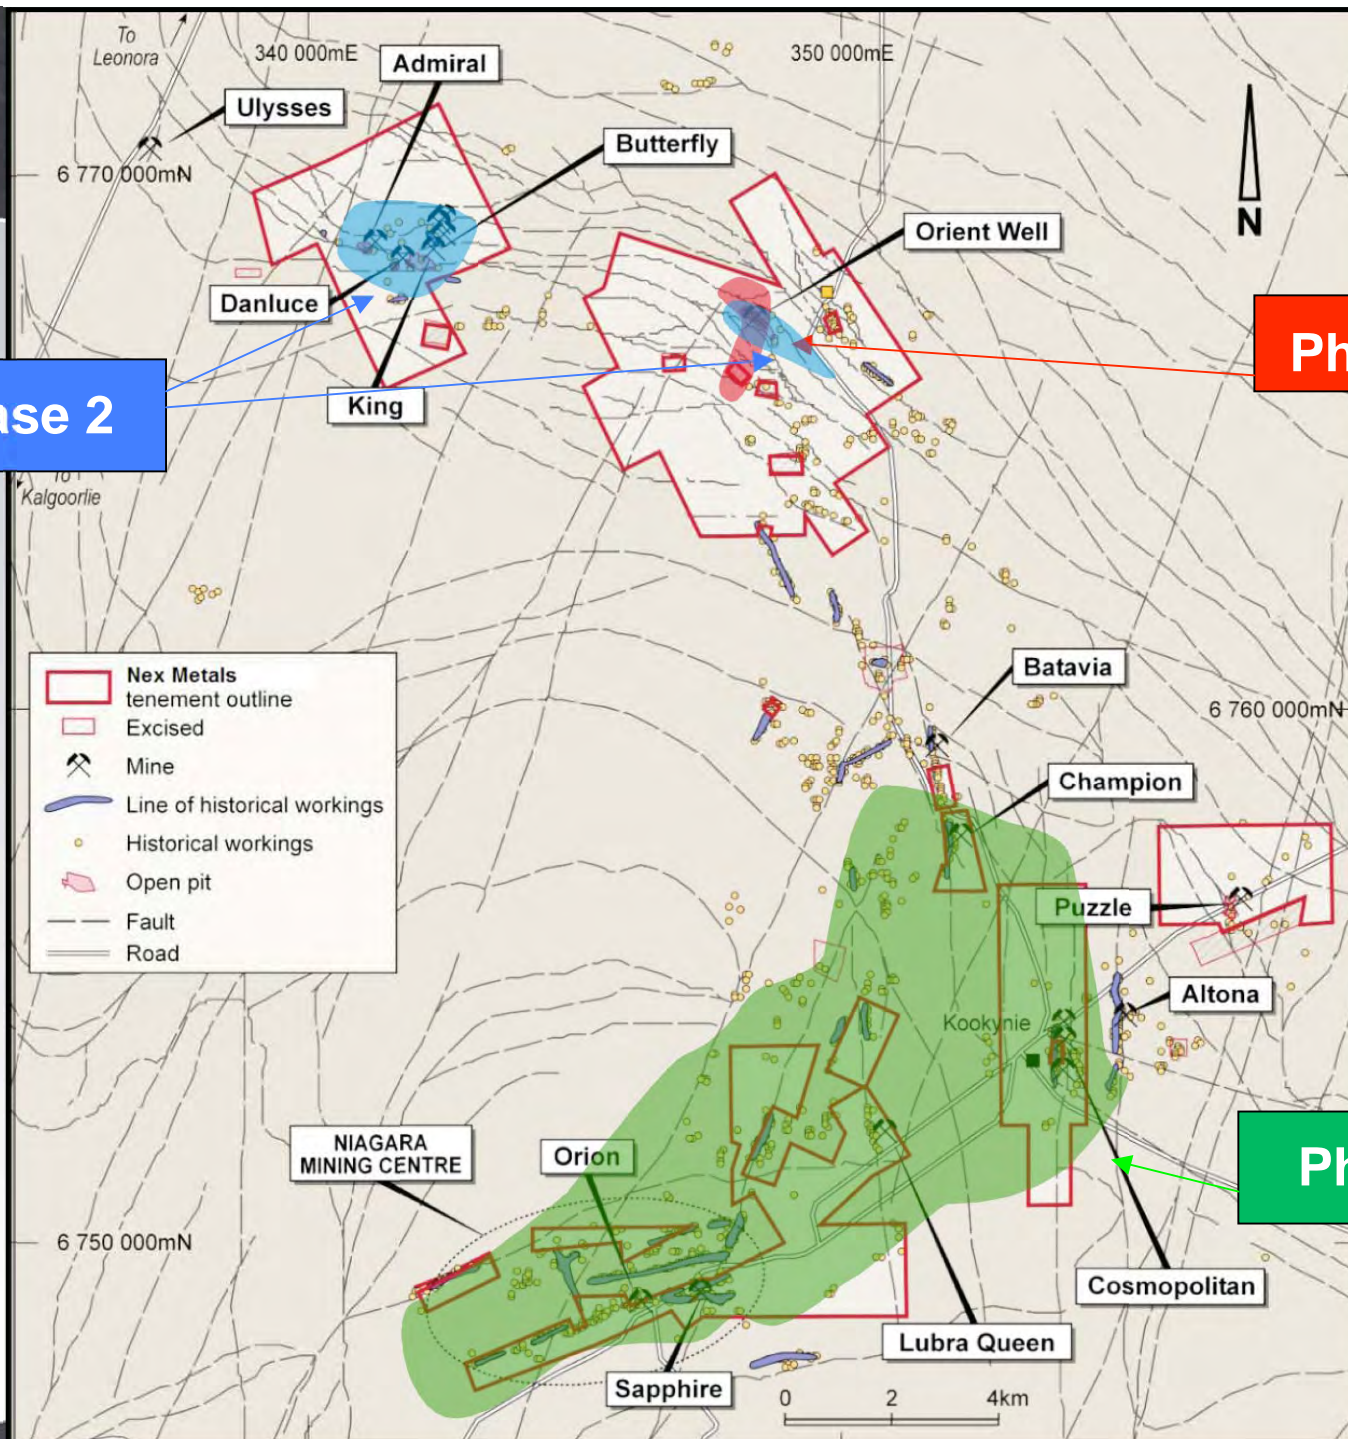 To
Leonora
340 000mE
350 000mE
Admiral
Ulysses
Butterfly
6 770 000mN
N
Orient Well
Danluce
Ph
ase 2
King
To
Kalgoorlie
Nex Metals
tenement outline
Excised
Mine
Line of historical workings
Historical workings
Open pit
Fault
Road
Batavia
6 760 000mN
Champion
Puzzle
Altona
Kookynie
NIAGARA
MINING CENTRE
Orion
Ph
6 750 000mN
Cosmopolitan
Lubra Queen
Sapphire
0 2 4km